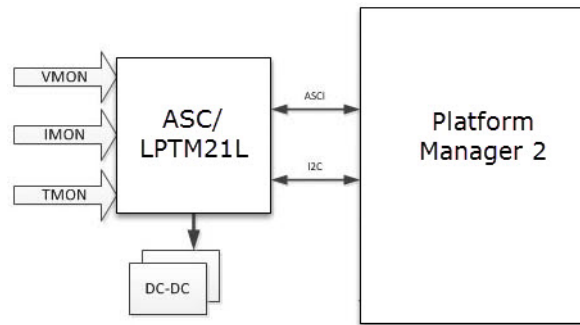 VMON
IMON
TMON
ASC/
LPTM21L
ASCI
I2C
Platform
Manager 2
DC-DC